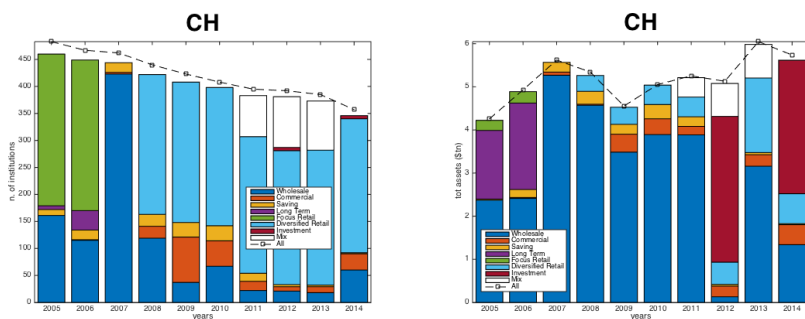 CH
n. of institutions
450
400
350
300
250
200
150
100
50
0
2005 2006 2007 2008 2009 2010 2011 2012 2013 2014
years
Wholesale
Commercial
Saving
Long Term
Focus Retail
Diversified Retail
Investment
Mix
All
CH
tot assets ($tn)
6
5
4
3
2
1
0
2005 2006 2007 2008 2009 2010 2011 2012 2013 2014
years
Wholesale
Commercial
Saving
Long Term
Focus Retail
Diversified Retail
Investment
Mix
All